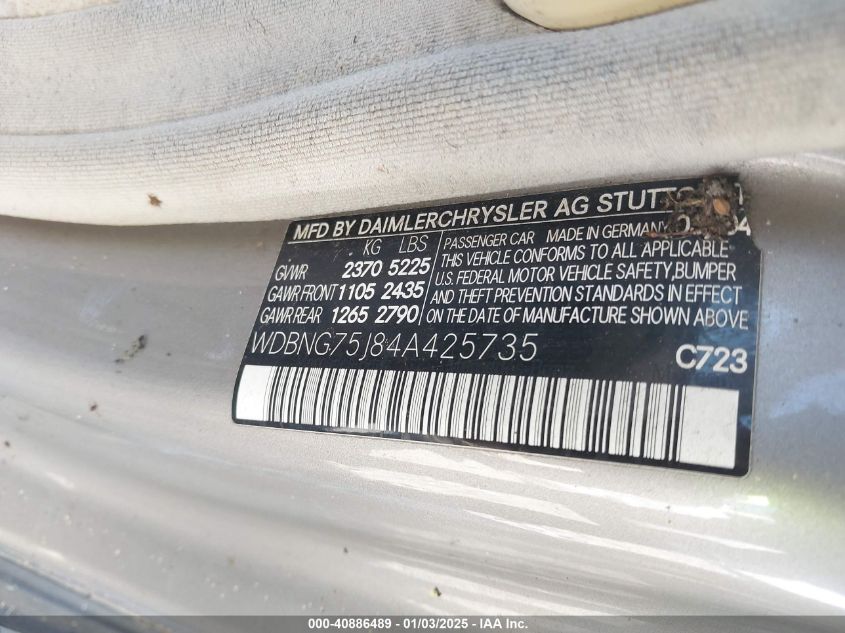 MFD BY DAIMLERCHRYSLER AG
KG LBS
GVWR 2370 5225
GAWR FRONT 1105 2435
GAWR REAR 1265 2790
PASSENGER CAR MADE IN GERMANY
THIS VEHICLE CONFORMS TO ALL APPLICABLE
U.S. FEDERAL MOTOR VEHICLE SAFETY, BUMPER
AND THEFT PREVENTION STANDARDS IN EFFECT
ON THE DATE OF MANUFACTURE SHOWN ABOVE
WDBNG75J84A425735
C723
000-40886489 - 01/03/2025 - IAA Inc.